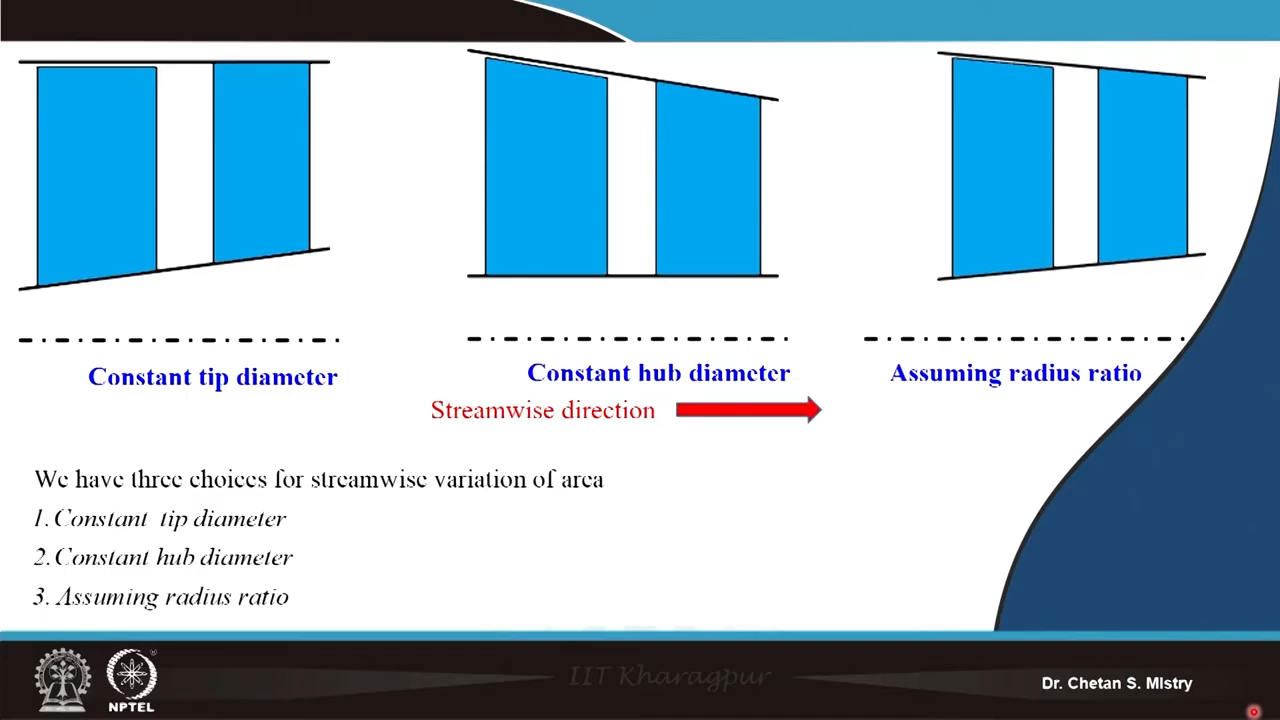 Constant tip diameter
Constant hub diameter
Assuming radius ratio
Streamwise direction
We have three choices for streamwise variation of area
1. Constant tip diameter
2. Constant hub diameter
3. Assuming radius ratio
NPTEL
IIT Kharagpur
Dr. Chetan S. MIstry